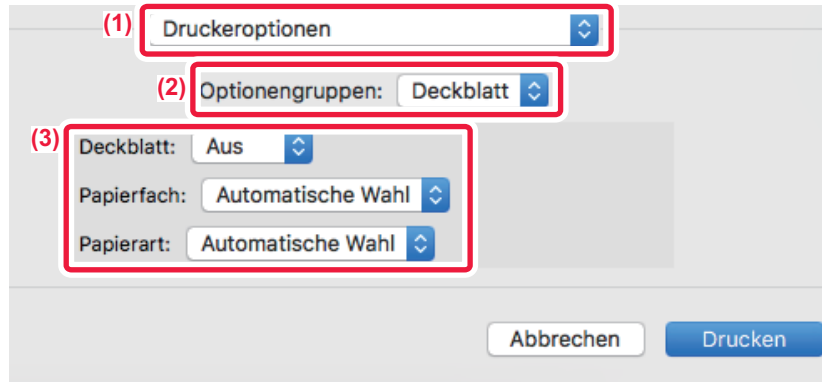 (1) Druckeroptionen
(2) Optionengruppen: Deckblatt
(3) Deckblatt: Aus
Papierfach: Automatische Wahl
Papierart: Automatische Wahl
Abbrechen Drucken